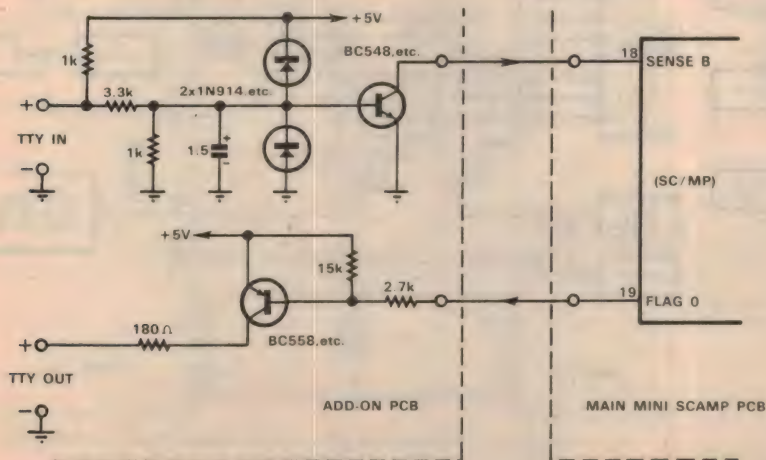 +5V
1k
BC548,etc.
18
SENSE B
3.3k
2x1N914,etc.
+
TTY IN
1k
1.5
+
-
-
(SC/MP)
+5V
15k
2.7k
19
FLAG 0
180Ω
BC558,etc.
+
TTY OUT
-
ADD-ON PCB
MAIN MINI SCAMP PCB